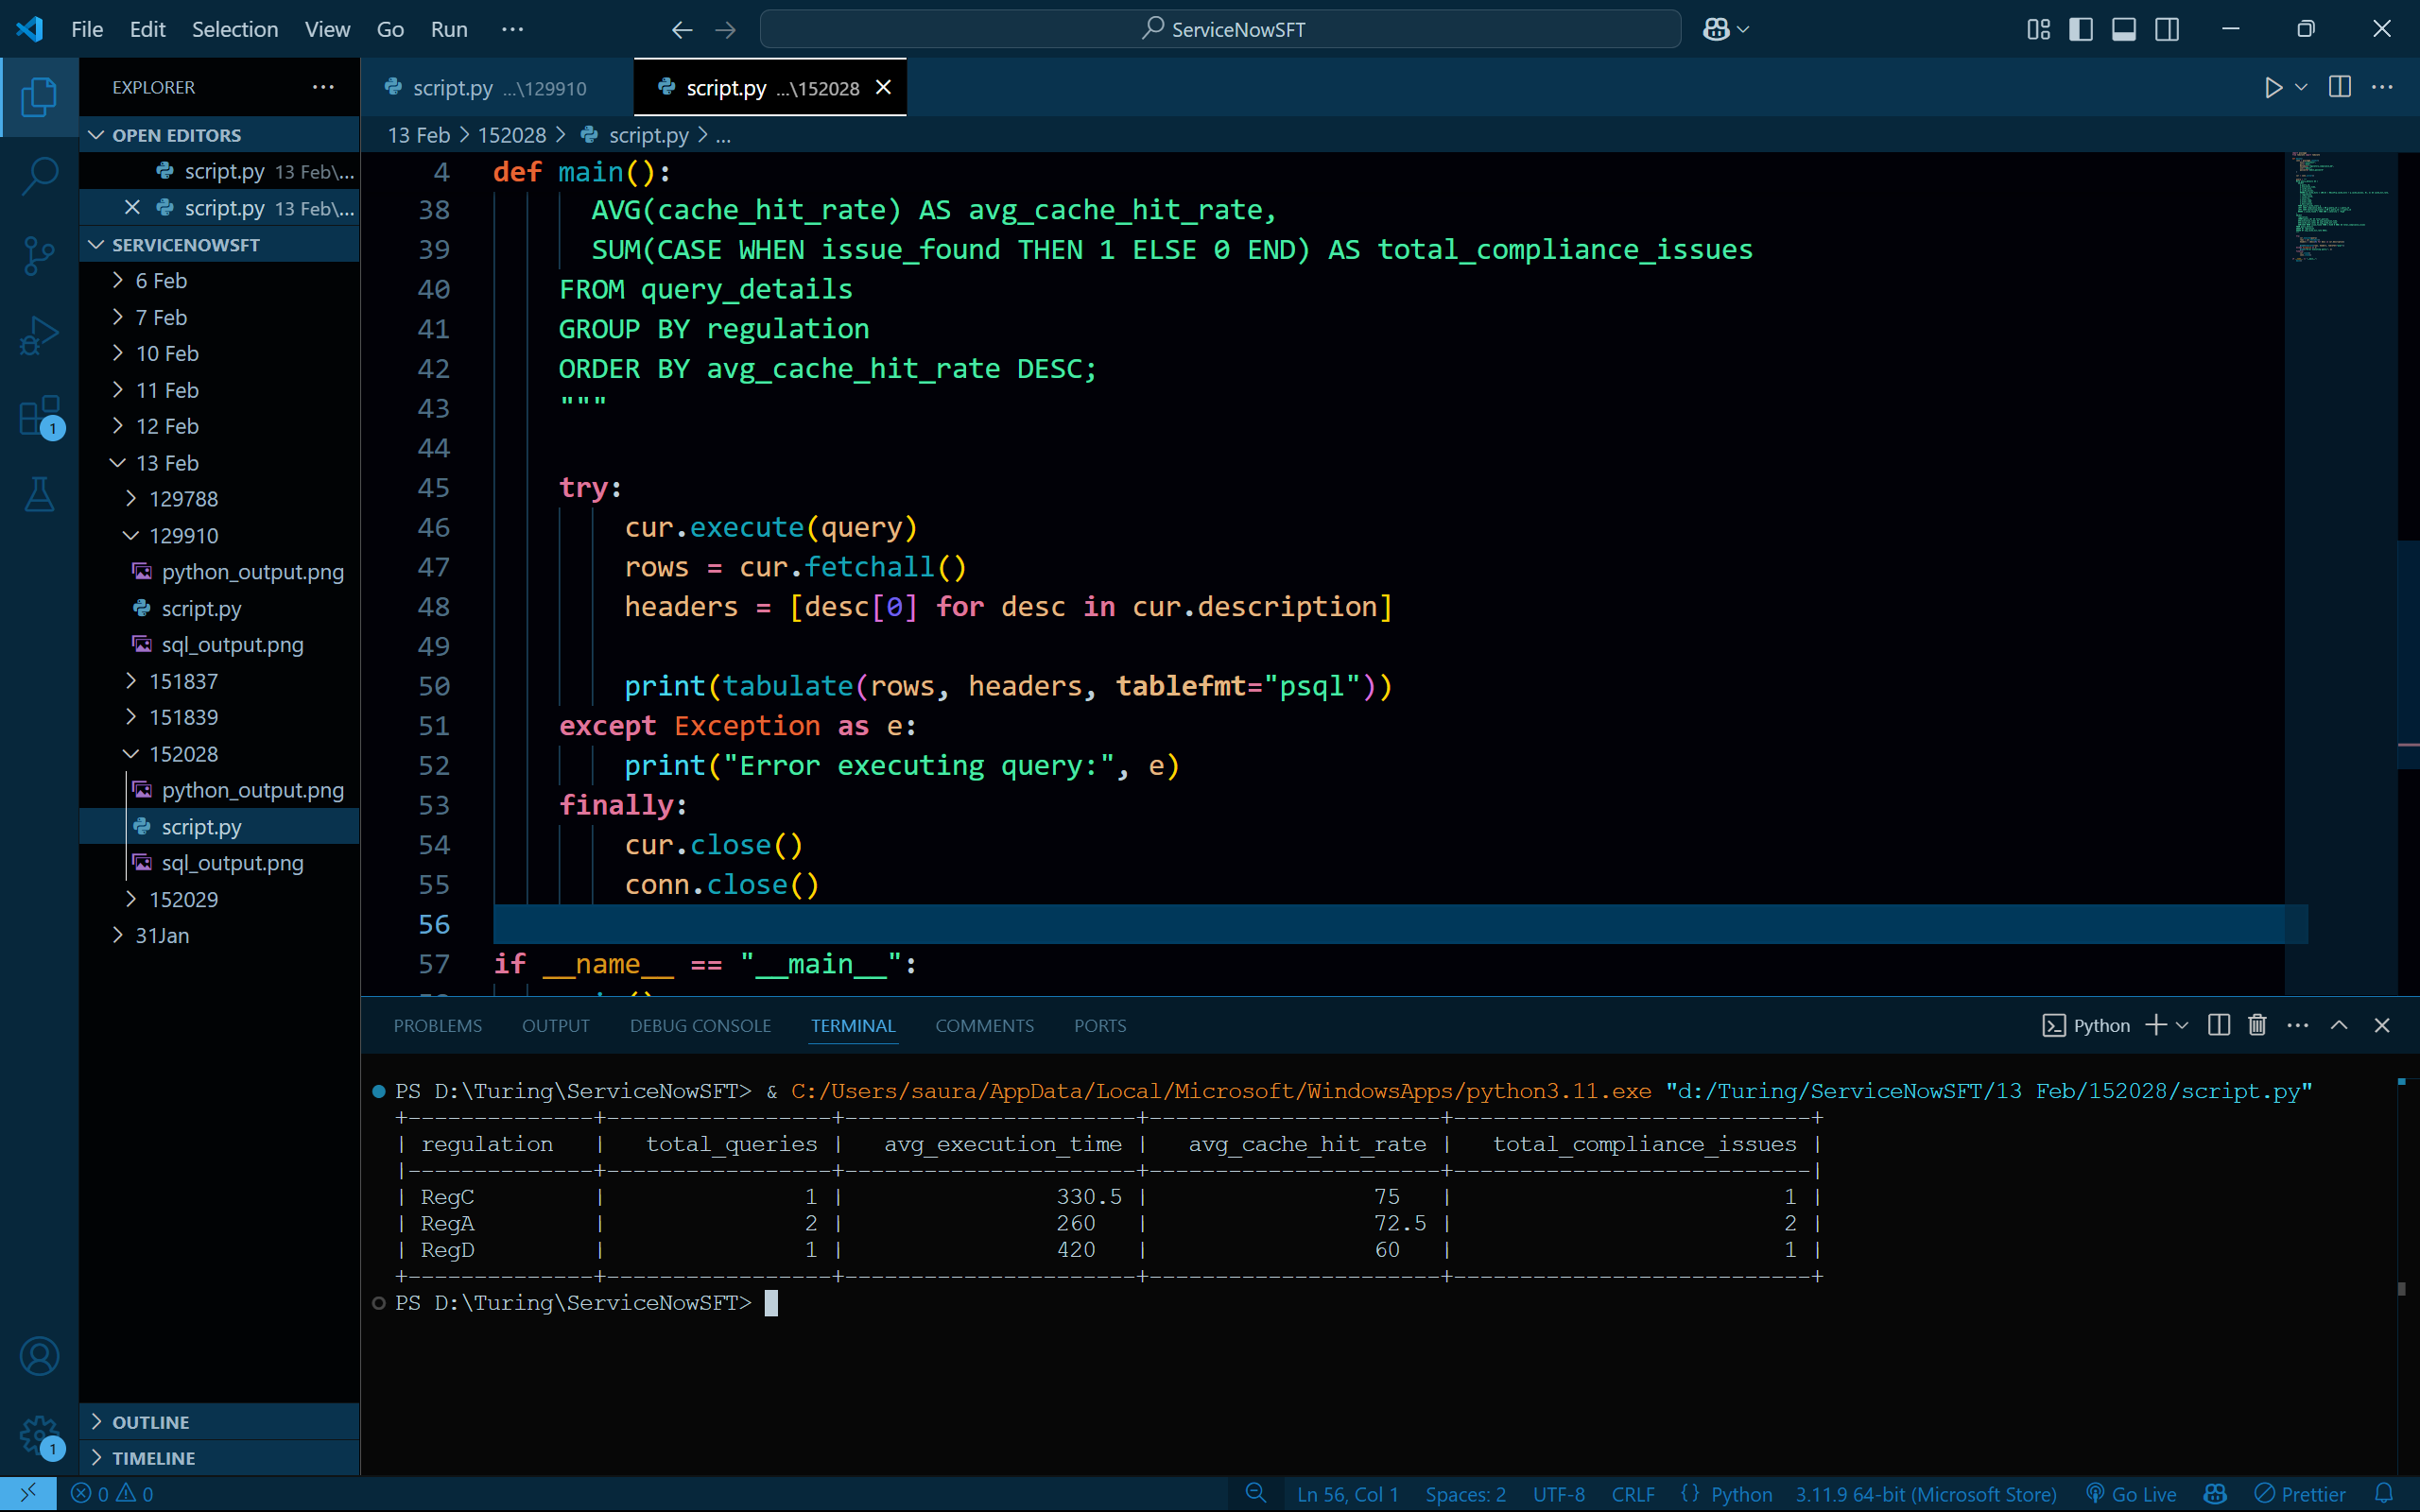 File Edit Selection View Go Run ··· ServiceNowSFT
EXPLORER ···
OPEN EDITORS
script.py 13 Feb\...
script.py 13 Feb\...
SERVICENOWSFT
6 Feb
7 Feb
10 Feb
11 Feb
12 Feb
13 Feb
129788
129910
python_output.png
script.py
sql_output.png
151837
151839
152028
python_output.png
script.py
sql_output.png
152029
31Jan
OUTLINE
TIMELINE
1
1
script.py ...\129910 script.py ...\152028
13 Feb > 152028 > script.py > ...
4 def main():
38 AVG(cache_hit_rate) AS avg_cache_hit_rate,
39 SUM(CASE WHEN issue_found THEN 1 ELSE 0 END) AS total_compliance_issues
40 FROM query_details
41 GROUP BY regulation
42 ORDER BY avg_cache_hit_rate DESC;
43 """
44
45 try:
46 cur.execute(query)
47 rows = cur.fetchall()
48 headers = [desc[0] for desc in cur.description]
49
50 print(tabulate(rows, headers, tablefmt="psql"))
51 except Exception as e:
52 print("Error executing query:", e)
53 finally:
54 cur.close()
55 conn.close()
56
57 if __name__ == "__main__":
PROBLEMS OUTPUT DEBUG CONSOLE TERMINAL COMMENTS PORTS Python
PS D:\Turing\ServiceNowSFT> & C:/Users/saura/AppData/Local/Microsoft/WindowsApps/python3.11.exe "d:/Turing/ServiceNowSFT/13 Feb/152028/script.py"
+--------------+-----------------+----------------------+----------------------+---------------------------+
| regulation | total_queries | avg_execution_time | avg_cache_hit_rate | total_compliance_issues |
|--------------+-----------------+----------------------+----------------------+---------------------------|
| RegC | 1 | 330.5 | 75 | 1 |
| RegA | 2 | 260 | 72.5 | 2 |
| RegD | 1 | 420 | 60 | 1 |
+--------------+-----------------+----------------------+----------------------+---------------------------+
PS D:\Turing\ServiceNowSFT>
0 0 Ln 56, Col 1 Spaces: 2 UTF-8 CRLF {} Python 3.11.9 64-bit (Microsoft Store) Go Live Prettier